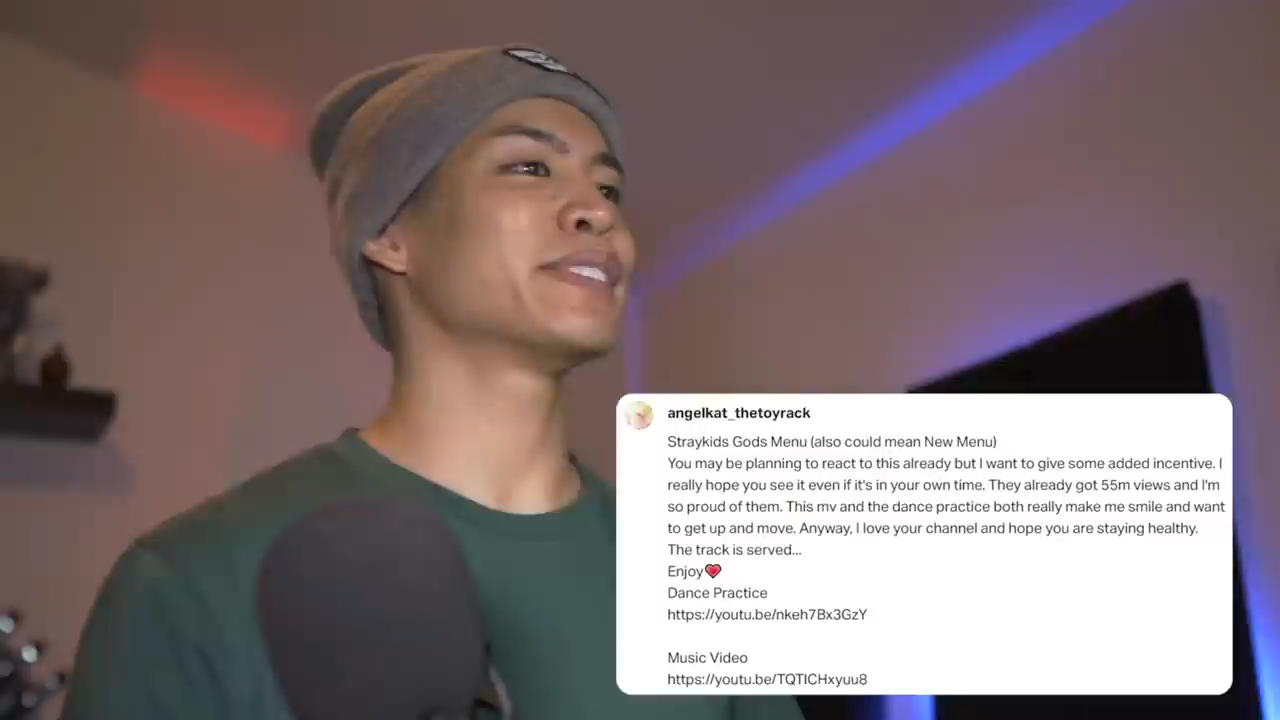 angelkat_thetoyrack
Straykids Gods Menu (also could mean New Menu)
You may be planning to react to this already but I want to give some added incentive. I
really hope you see it even if it's in your own time. They already got 55m views and I'm
so proud of them. This mv and the dance practice both really make me smile and want
to get up and move. Anyway, I love your channel and hope you are staying healthy.
The track is served...
Enjoy❤️
Dance Practice
https://youtu.be/nkeh7Bx3GzY
Music Video
https://youtu.be/TQTlCHxyuu8